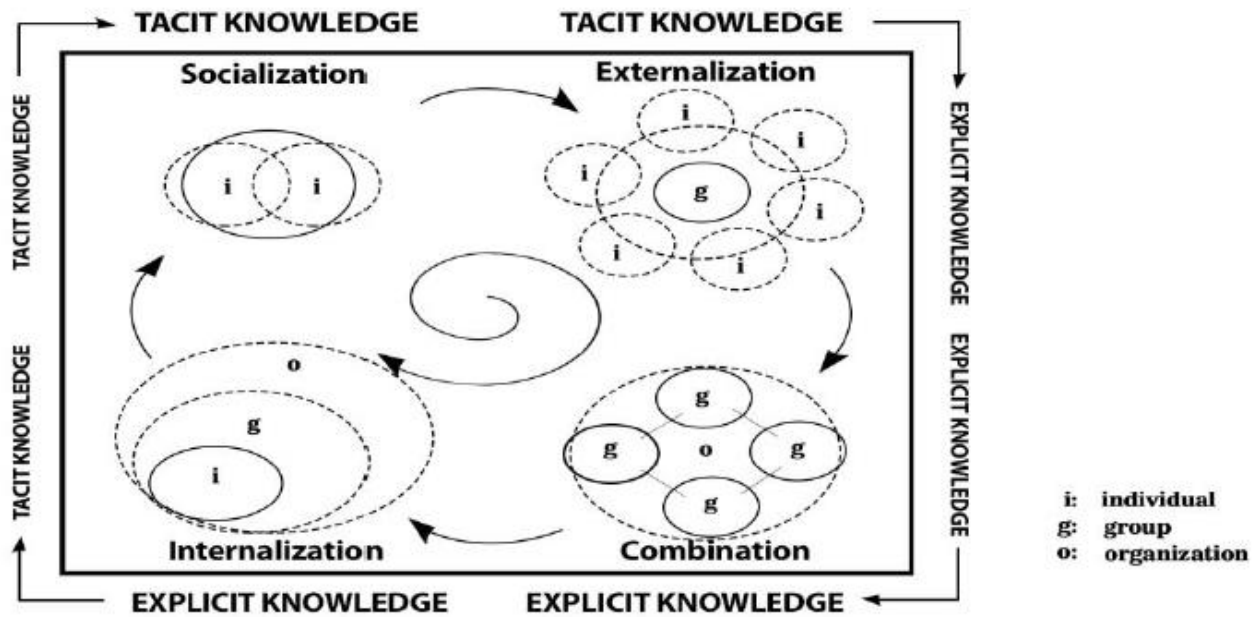 TACIT KNOWLEDGE
TACIT KNOWLEDGE
Socialization
Externalization
TACIT KNOWLEDGE
EXPLICIT KNOWLEDGE
i
i
i
i
i
i
i
i
g
TACIT KNOWLEDGE
EXPLICIT KNOWLEDGE
o
g
i
g
g
o
g
g
Internalization
Combination
EXPLICIT KNOWLEDGE
EXPLICIT KNOWLEDGE
i: individual
g: group
o: organization